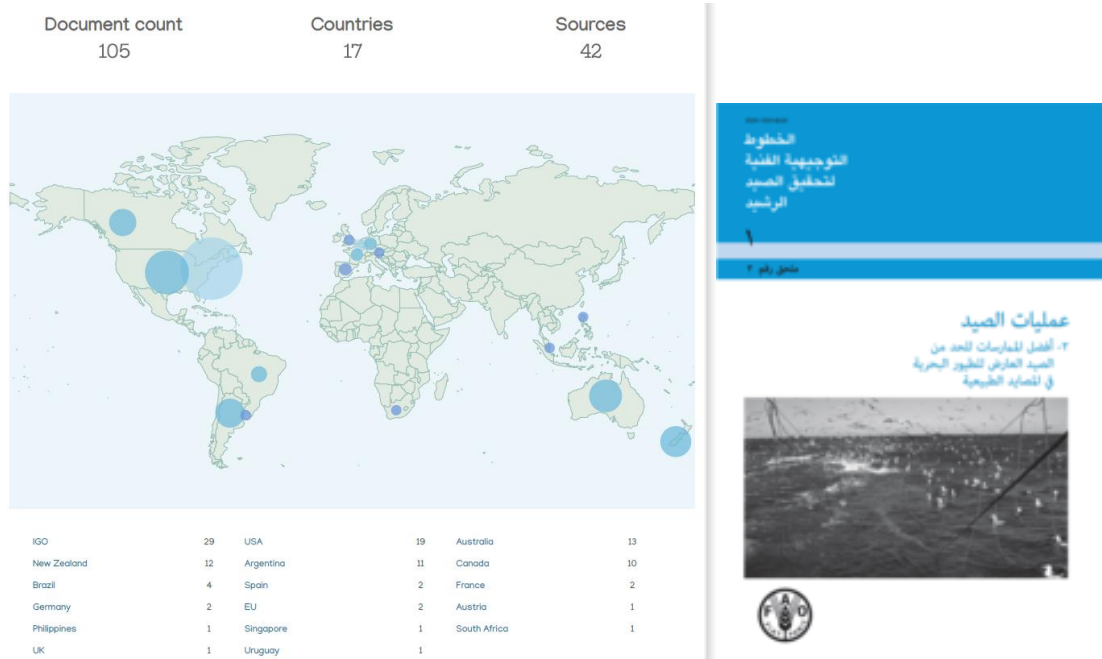 Document count
Countries
Sources
105
17
42
IGO 29 USA 19 Australia 13
New Zealand 12 Argentina 11 Canada 10
Brazil 4 Spain 2 France 2
Germany 2 EU 2 Austria 1
Philippines 1 Singapore 1 South Africa 1
UK 1 Uruguay 1
الخطوط
التوجيهية الفنية
لتحقيق الصيد
الرشيد
١
ملحق رقم ٢
عمليات الصيد
٢- أفضل الممارسات للحد من
الصيد العارض للطيور البحرية
في المصايد الطبيعية
F A O